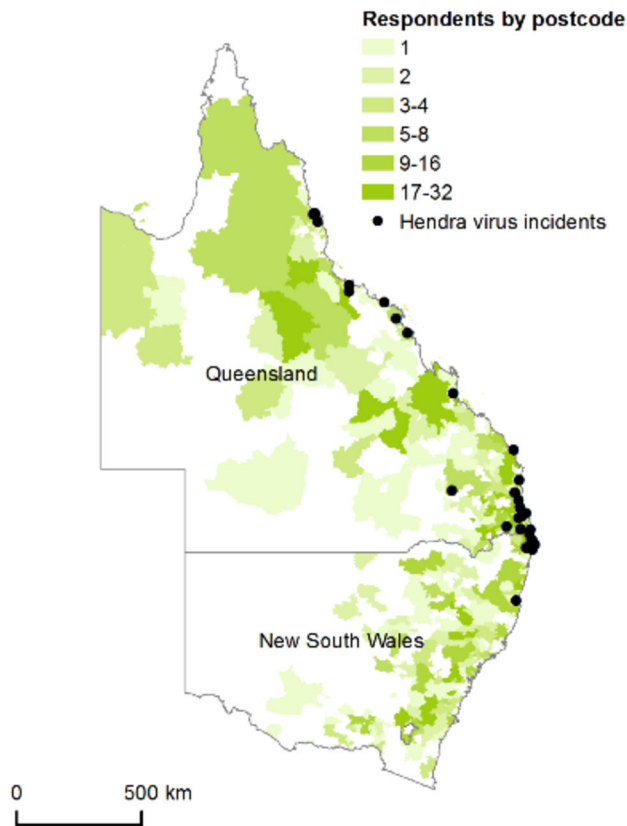 Respondents by postcode
1
2
3-4
5-8
9-16
17-32
Hendra virus incidents
Queensland
New South Wales
0 500 km